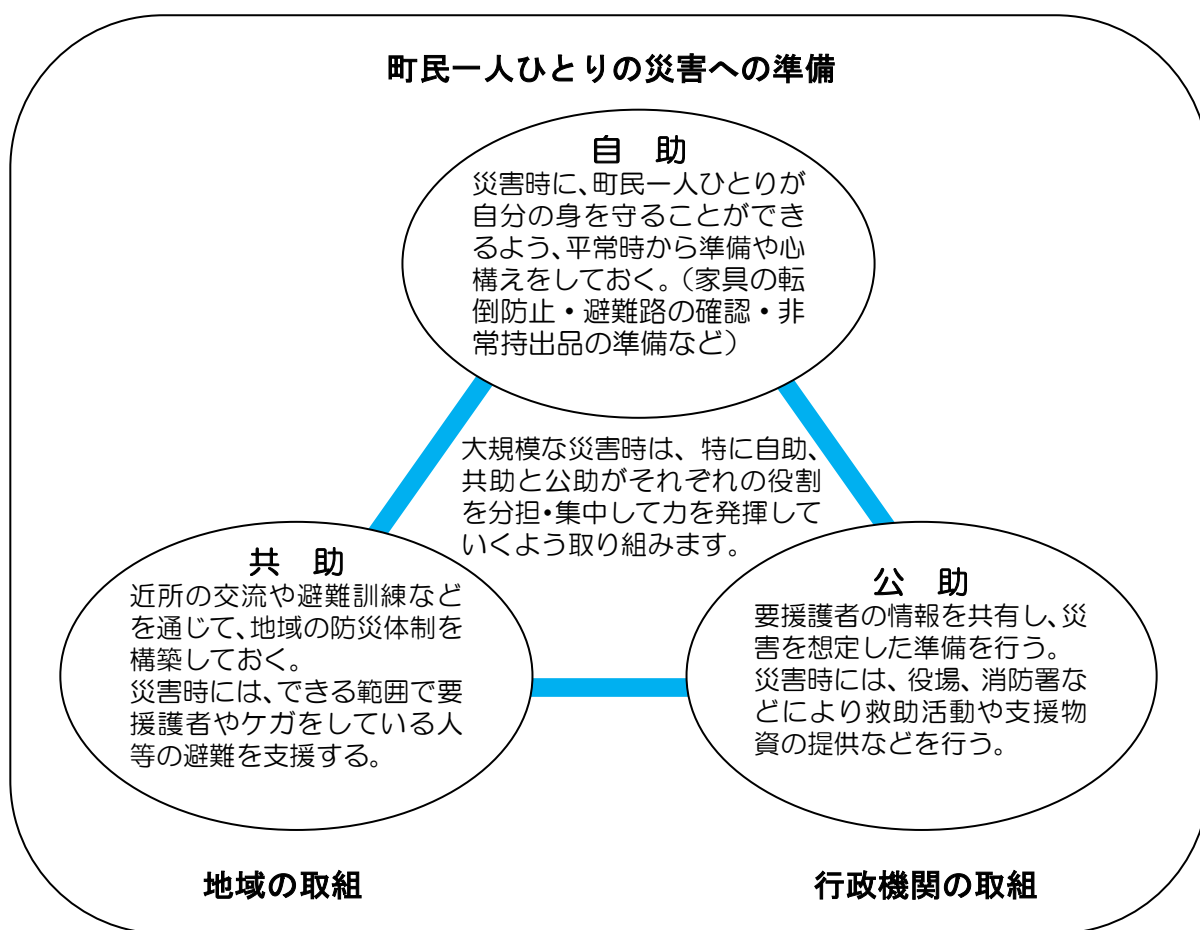 町民一人ひとりの災害への準備
自　助
災害時に、町民一人ひとりが
自分の身を守ることができ
るよう、平常時から準備や心
構えをしておく。（家具の転
倒防止・避難路の確認・非
常持出品の準備など）
大規模な災害時は、特に自助、
共助と公助がそれぞれの役割
を分担・集中して力を発揮して
いくよう取り組みます。
共　助
近所の交流や避難訓練など
を通じて、地域の防災体制を
構築しておく。
災害時には、できる範囲で要
援護者やケガをしている人
等の避難を支援する。
公　助
要援護者の情報を共有し、災
害を想定した準備を行う。
災害時には、役場、消防署な
どにより救助活動や支援物
資の提供などを行う。
地域の取組
行政機関の取組